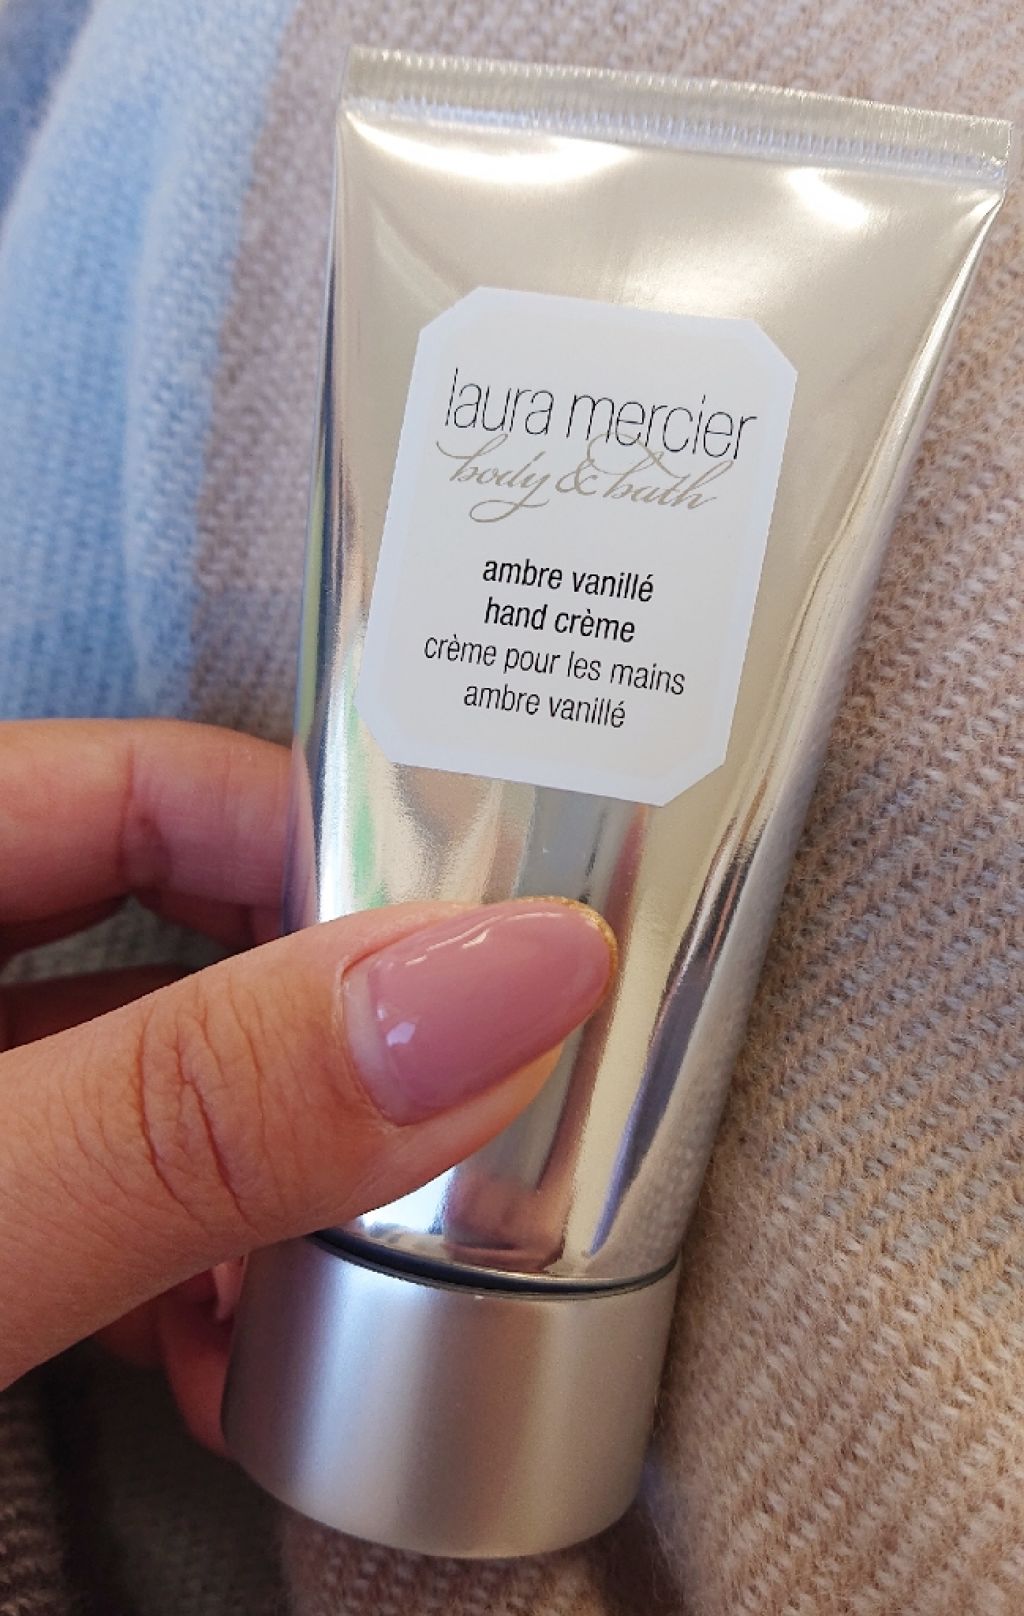 laura mercier
body & bath
ambre vanillé
hand crème
crème pour les mains
ambre vanillé